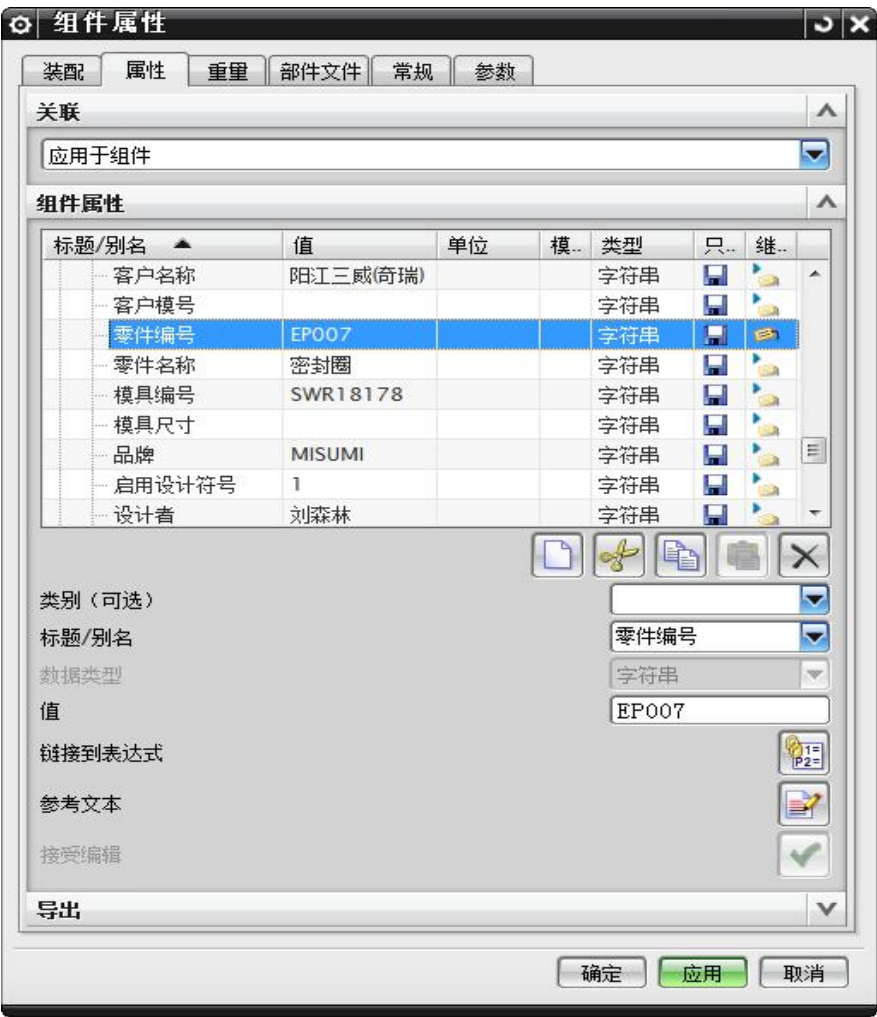 组件属性
装配 属性 重量 部件文件 常规 参数
关联
应用于组件
组件属性
标题/别名 值 单位 模.. 类型 只.. 继..
客户名称 阳江三威(奇瑞) 字符串
客户模号 字符串
零件编号 EP007 字符串
零件名称 密封圈 字符串
模具编号 SWR18178 字符串
模具尺寸 字符串
品牌 MISUMI 字符串
启用设计符号 1 字符串
设计者 刘森林 字符串
类别（可选）
标题/别名 零件编号
数据类型 字符串
值 EP007
链接到表达式 1= P2=
参考文本
接受编辑
导出
确定 应用 取消